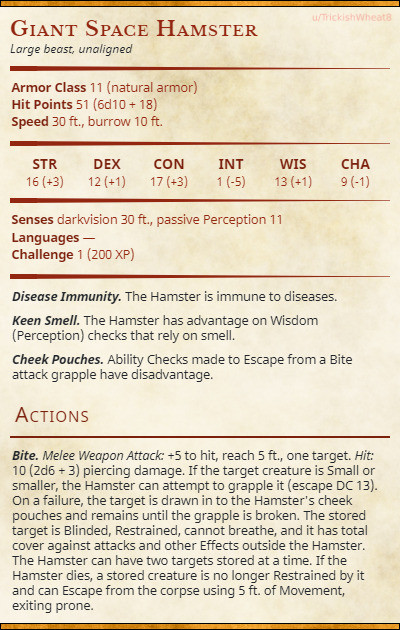 u/TrickishWheat8
Giant Space Hamster
Large beast, unaligned
Armor Class 11 (natural armor)
Hit Points 51 (6d10 + 18)
Speed 30 ft., burrow 10 ft.
STR DEX CON INT WIS CHA
16 (+3) 12 (+1) 17 (+3) 1 (-5) 13 (+1) 9 (-1)
Senses darkvision 30 ft., passive Perception 11
Languages —
Challenge 1 (200 XP)
Disease Immunity. The Hamster is immune to diseases.
Keen Smell. The Hamster has advantage on Wisdom
(Perception) checks that rely on smell.
Cheek Pouches. Ability Checks made to Escape from a Bite
attack grapple have disadvantage.
Actions
Bite. Melee Weapon Attack: +5 to hit, reach 5 ft., one target. Hit:
10 (2d6 + 3) piercing damage. If the target creature is Small or
smaller, the Hamster can attempt to grapple it (escape DC 13).
On a failure, the target is drawn in to the Hamster's cheek
pouches and remains until the grapple is broken. The stored
target is Blinded, Restrained, cannot breathe, and it has total
cover against attacks and other Effects outside the Hamster.
The Hamster can have two targets stored at a time. If the
Hamster dies, a stored creature is no longer Restrained by it
and can Escape from the corpse using 5 ft. of Movement,
exiting prone.